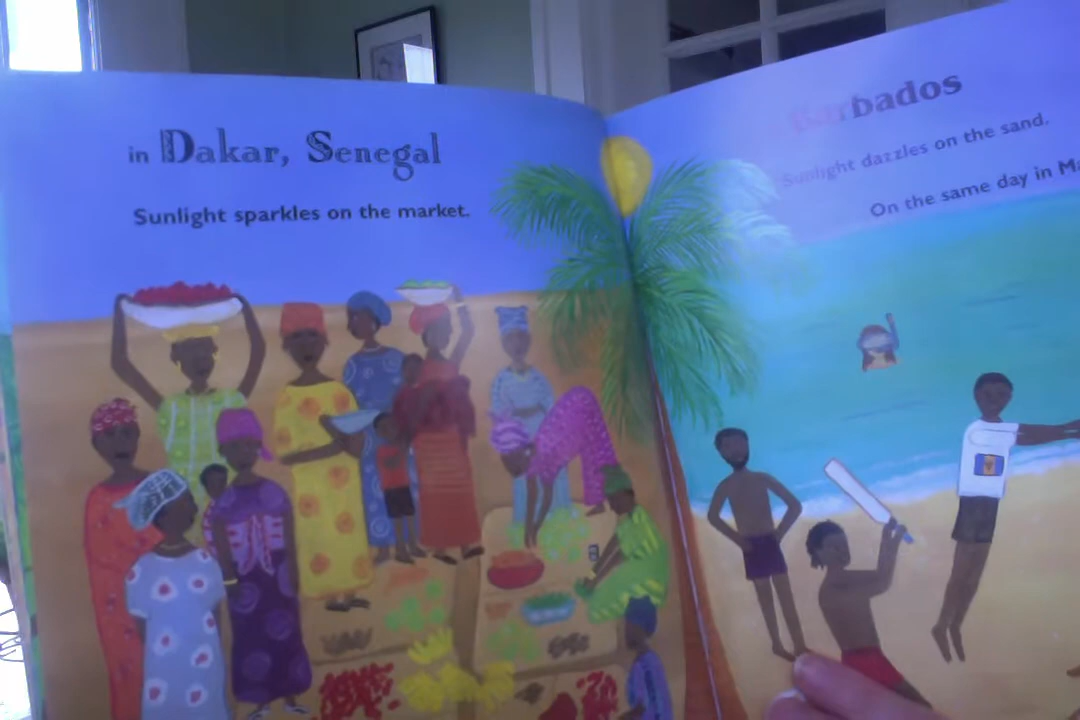 in Dakar, Senegal
Sunlight sparkles on the market.
Barbados
Sunlight dazzles on the sand.
On the same day in